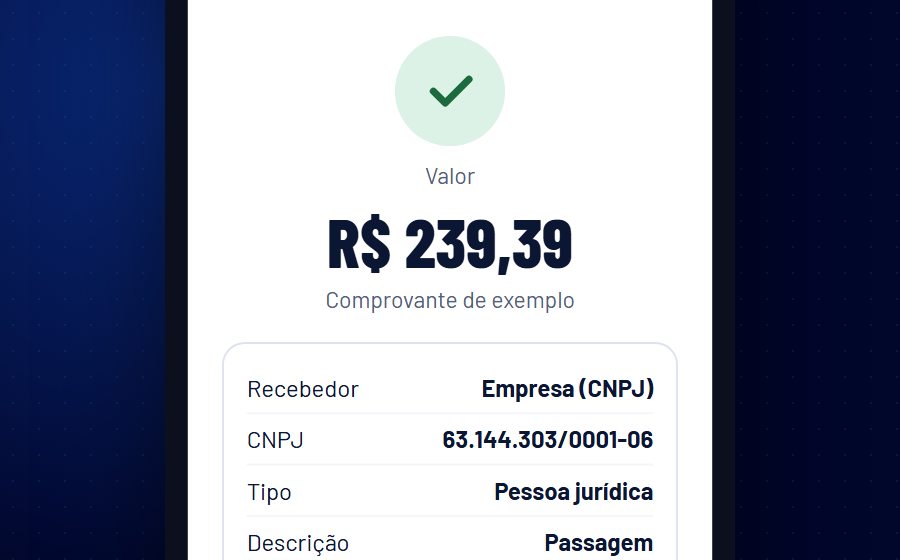 Valor
R$ 239,39
Comprovante de exemplo
Recebedor Empresa (CNPJ)
CNPJ 63.144.303/0001-06
Tipo Pessoa jurídica
Descrição Passagem